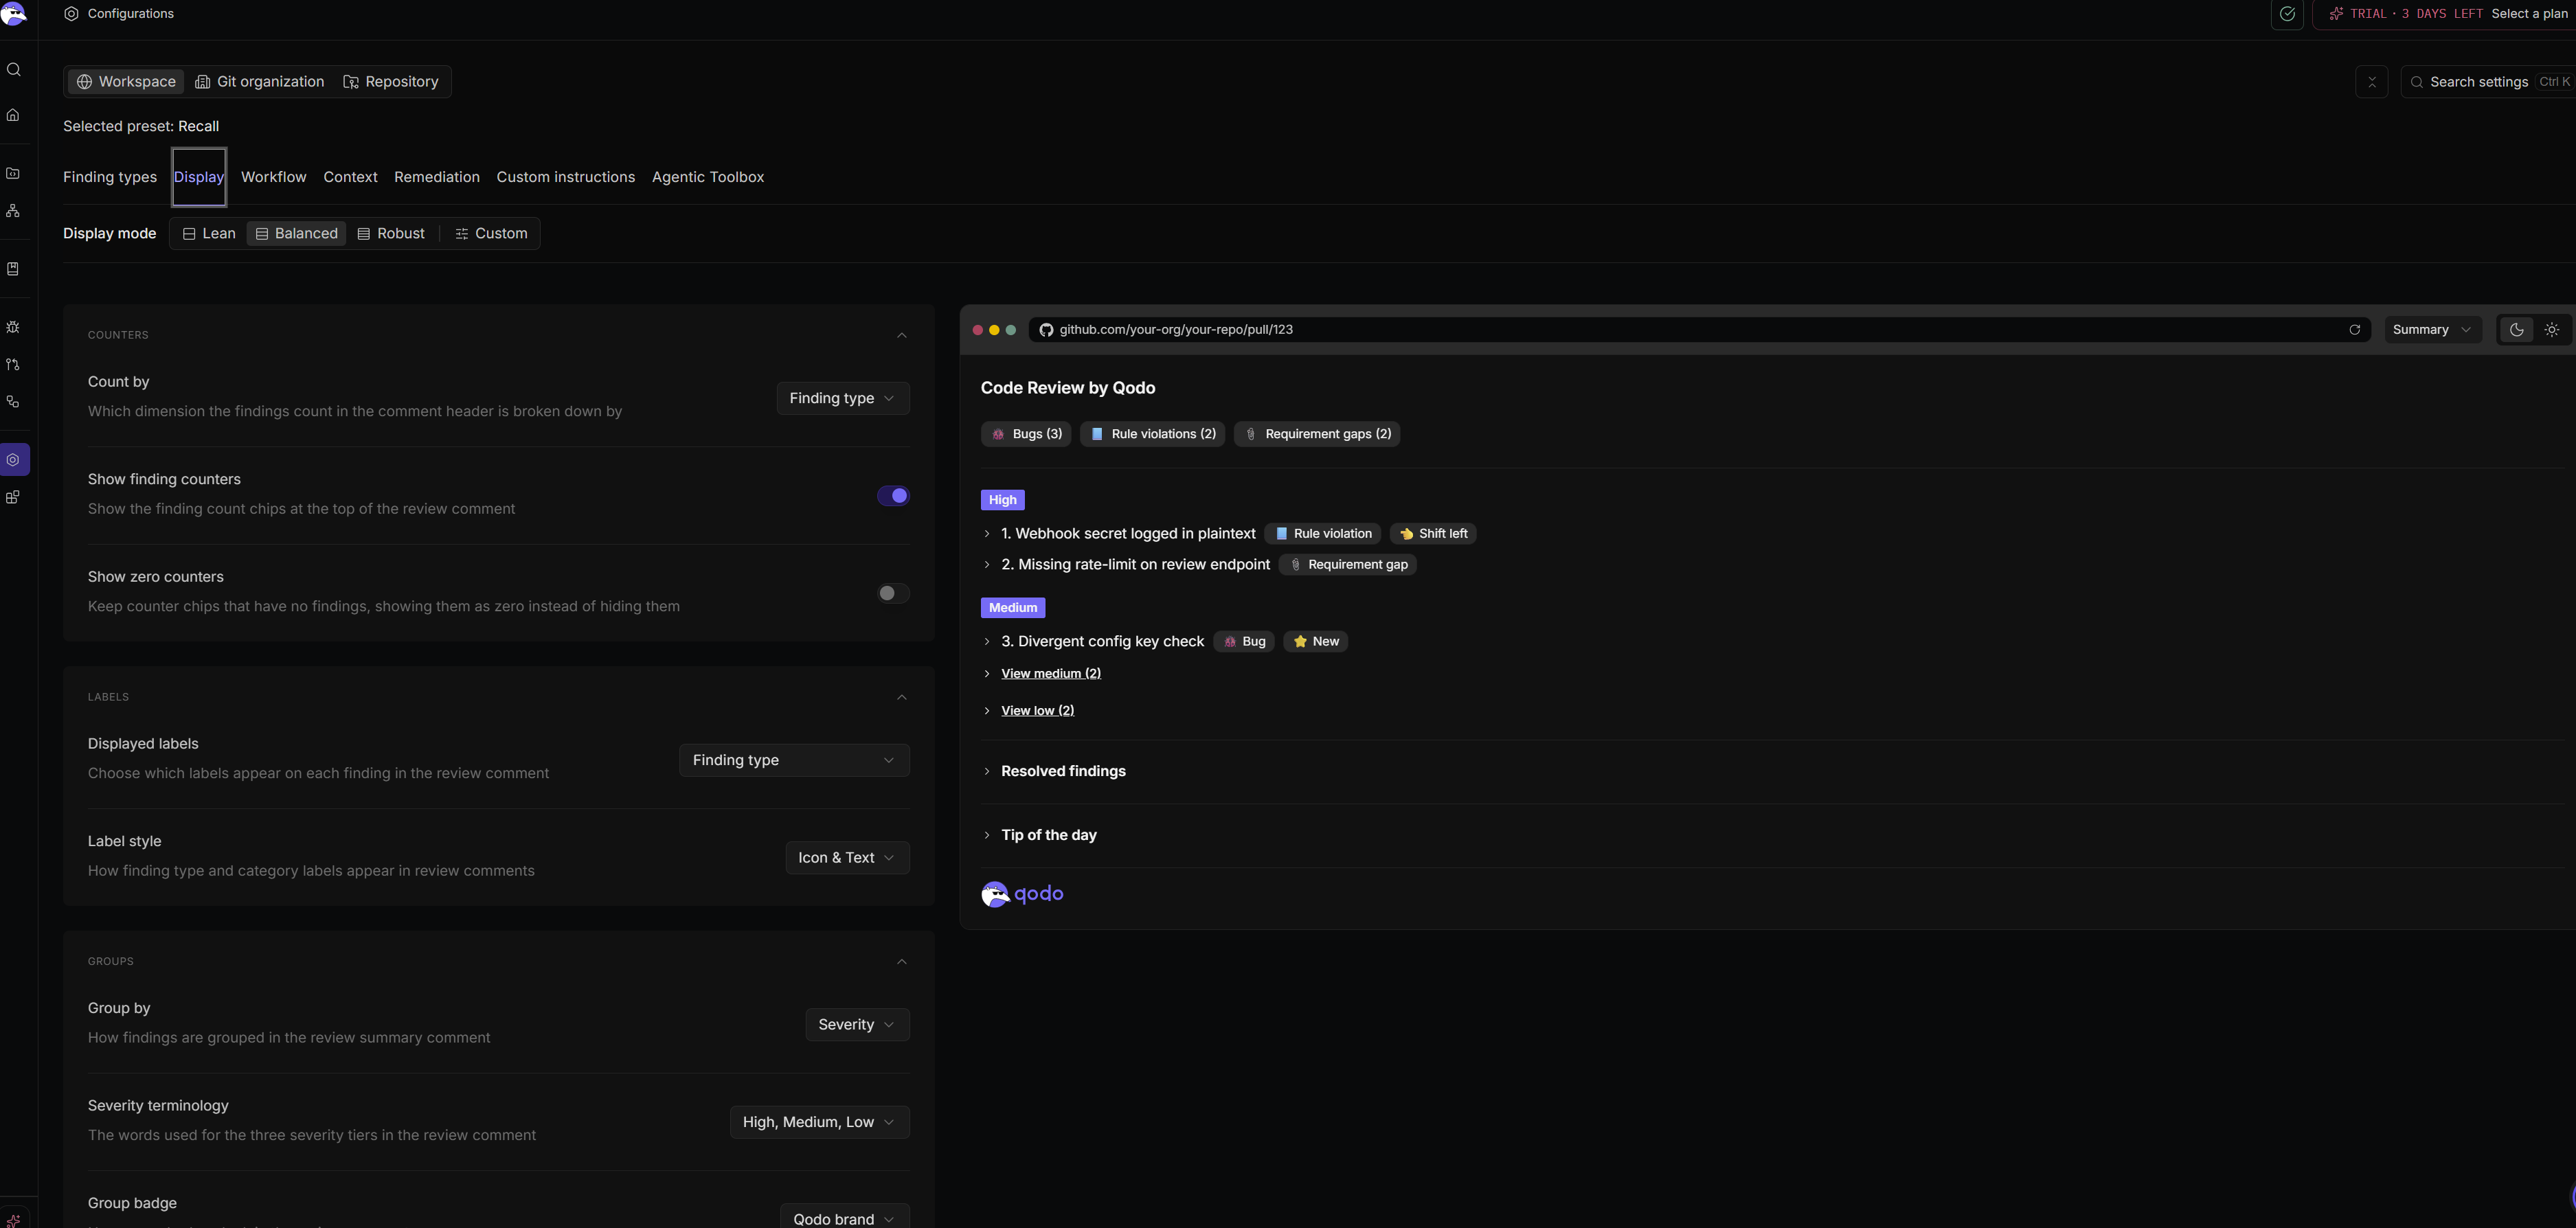 Configurations
TRIAL · 3 DAYS LEFT Select a plan
Workspace Git organization Repository
Search settings Ctrl K
Selected preset: Recall
Finding types Display Workflow Context Remediation Custom instructions Agentic Toolbox
Display mode Lean Balanced Robust Custom
COUNTERS
Count by
Which dimension the findings count in the comment header is broken down by
Finding type
Show finding counters
Show the finding count chips at the top of the review comment
Show zero counters
Keep counter chips that have no findings, showing them as zero instead of hiding them
LABELS
Displayed labels
Choose which labels appear on each finding in the review comment
Finding type
Label style
How finding type and category labels appear in review comments
Icon & Text
GROUPS
Group by
How findings are grouped in the review summary comment
Severity
Severity terminology
The words used for the three severity tiers in the review comment
High, Medium, Low
Group badge
Qodo brand
github.com/your-org/your-repo/pull/123
Summary
Code Review by Qodo
Bugs (3) Rule violations (2) Requirement gaps (2)
High
1. Webhook secret logged in plaintext Rule violation Shift left
2. Missing rate-limit on review endpoint Requirement gap
Medium
3. Divergent config key check Bug New
View medium (2)
View low (2)
Resolved findings
Tip of the day
qodo